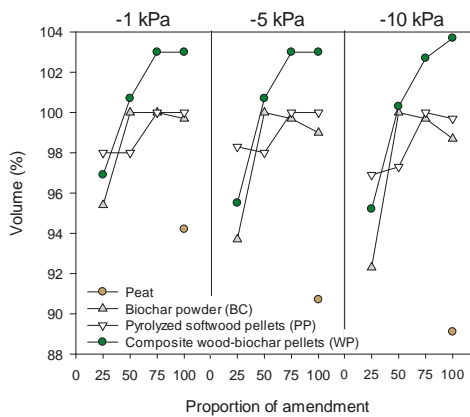 -1 kPa -5 kPa -10 kPa
104
102
100
98
96
94
92
90
88
Volume (%)
Peat
Biochar powder (BC)
Pyrolyzed softwood pellets (PP)
Composite wood-biochar pellets (WP)
0 25 50 75 100 0 25 50 75 100 0 25 50 75 100
Proportion of amendment